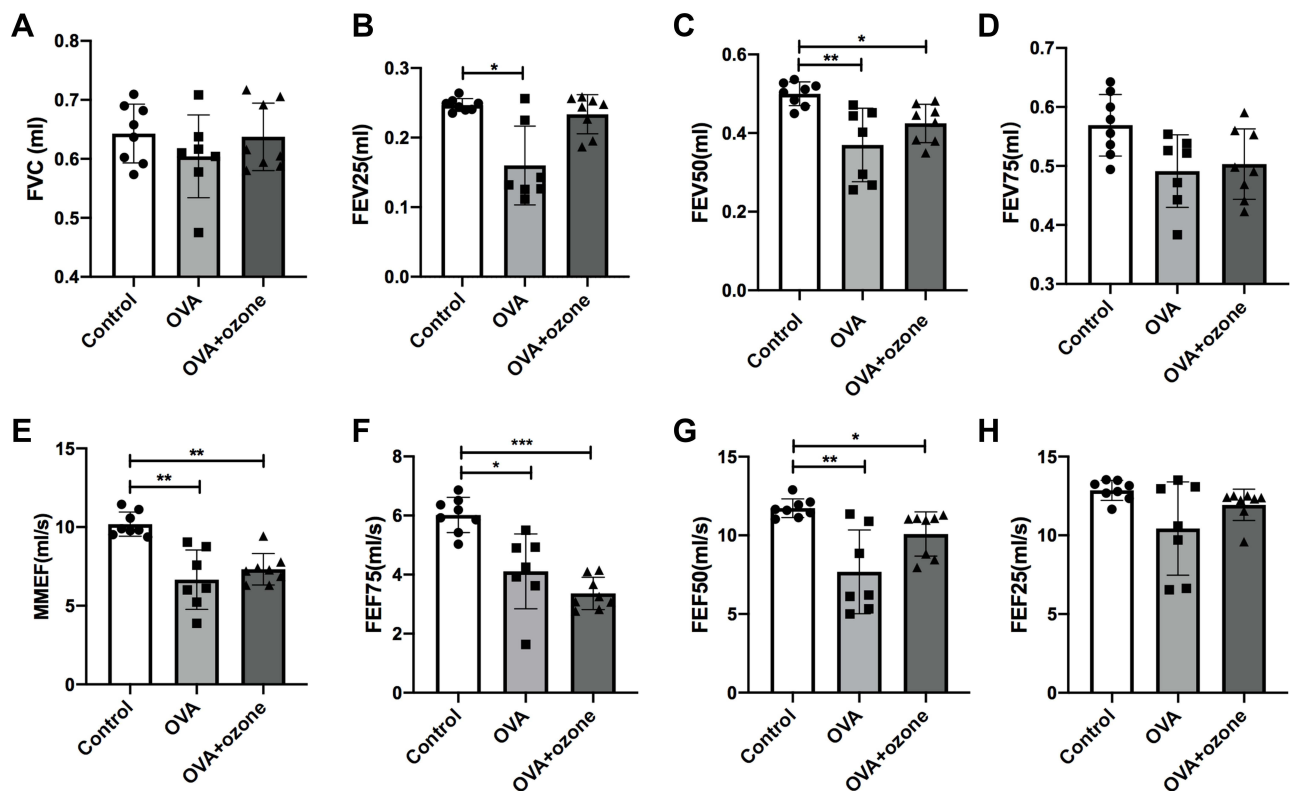 A
FVC (ml)
0.8
0.7
0.6
0.5
0.4
Control
OVA
OVA+ozone
B
FEV25(ml)
0.3
0.2
0.1
0.0
*
Control
OVA
OVA+ozone
C
FEV50(ml)
0.6
0.4
0.2
0.0
*
**
Control
OVA
OVA+ozone
D
FEV75(ml)
0.7
0.6
0.5
0.4
0.3
Control
OVA
OVA+ozone
E
MMEF(ml/s)
15
10
5
0
**
**
Control
OVA
OVA+ozone
F
FEF75(ml/s)
8
6
4
2
0
***
*
Control
OVA
OVA+ozone
G
FEF50(ml/s)
15
10
5
0
*
**
Control
OVA
OVA+ozone
H
FEF25(ml/s)
15
10
5
0
Control
OVA
OVA+ozone